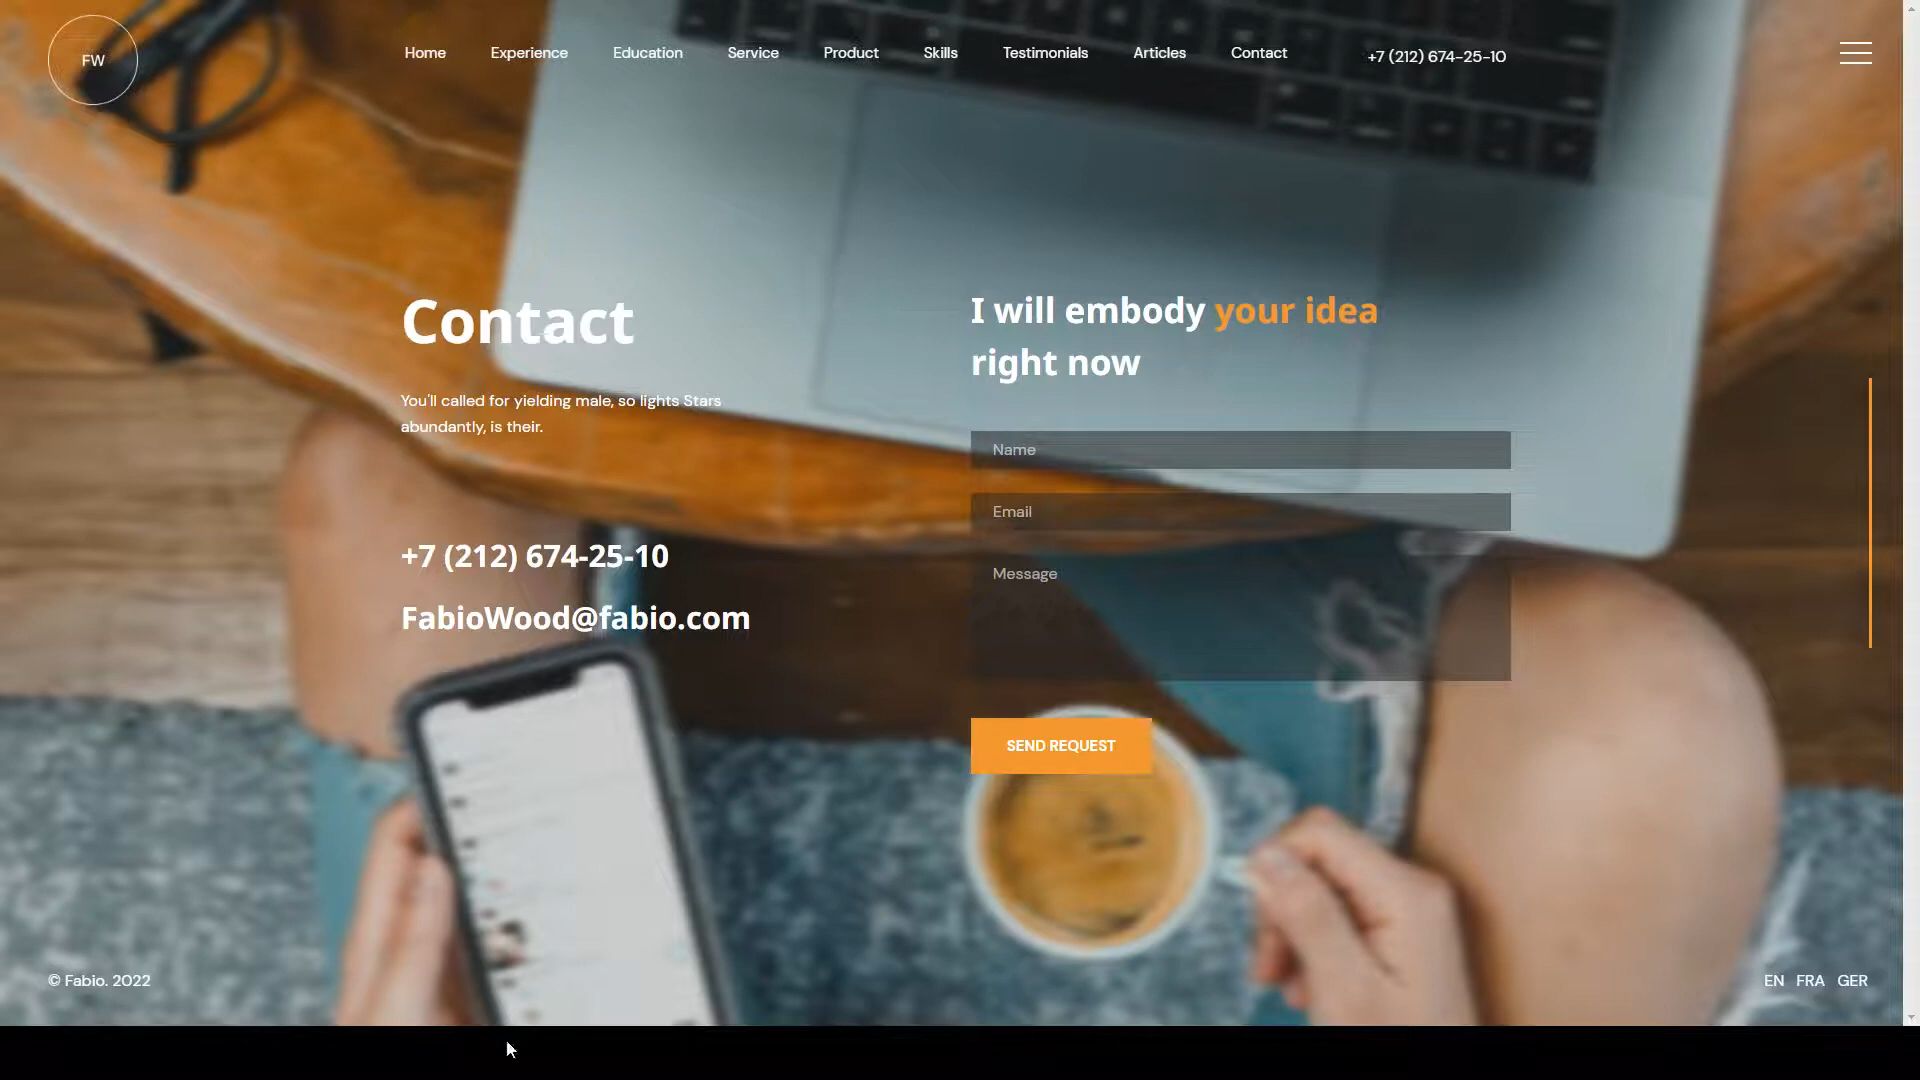 FW
Home Experience Education Service Product Skills Testimonials Articles Contact +7 (212) 674-25-10
Contact
You'll called for yielding male, so lights Stars
abundantly, is their.
+7 (212) 674-25-10
FabioWood@fabio.com
I will embody your idea
right now
Name
Email
Message
SEND REQUEST
© Fabio. 2022
EN FRA GER